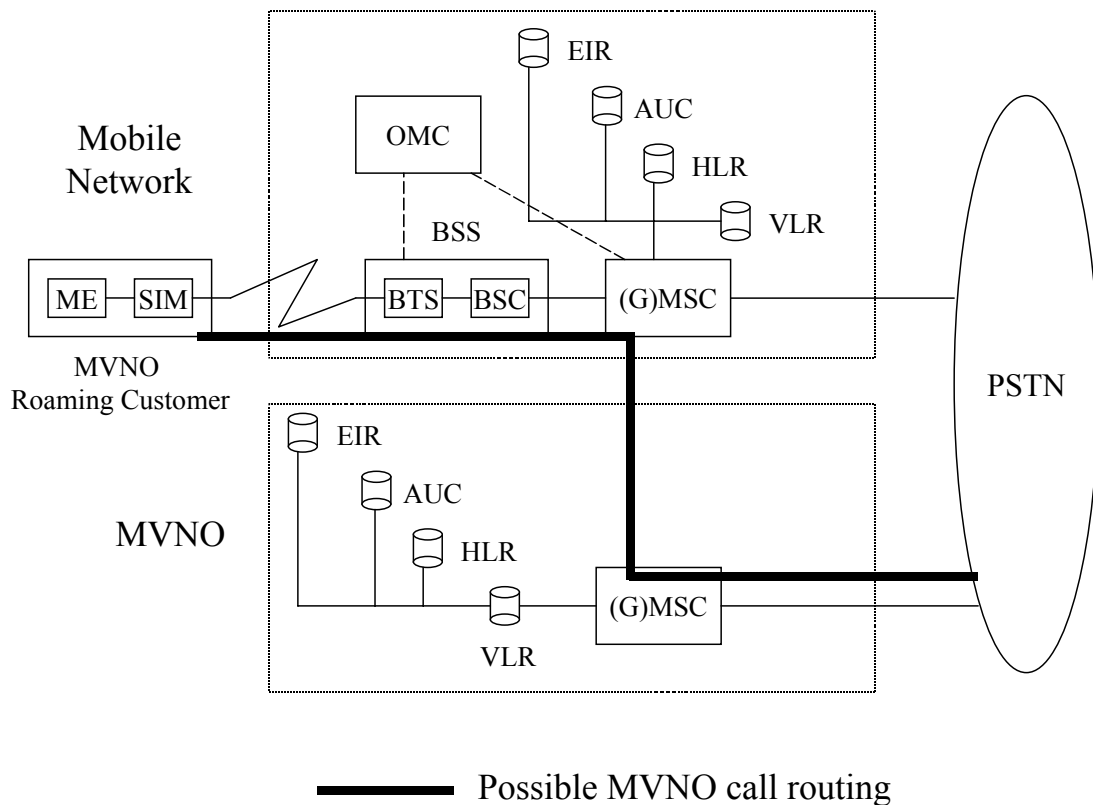 EIR
AUC
OMC
Mobile
Network
HLR
VLR
BSS
ME
SIM
BTS
BSC
(G)MSC
MVNO
Roaming Customer
PSTN
EIR
AUC
MVNO
HLR
(G)MSC
VLR
Possible MVNO call routing